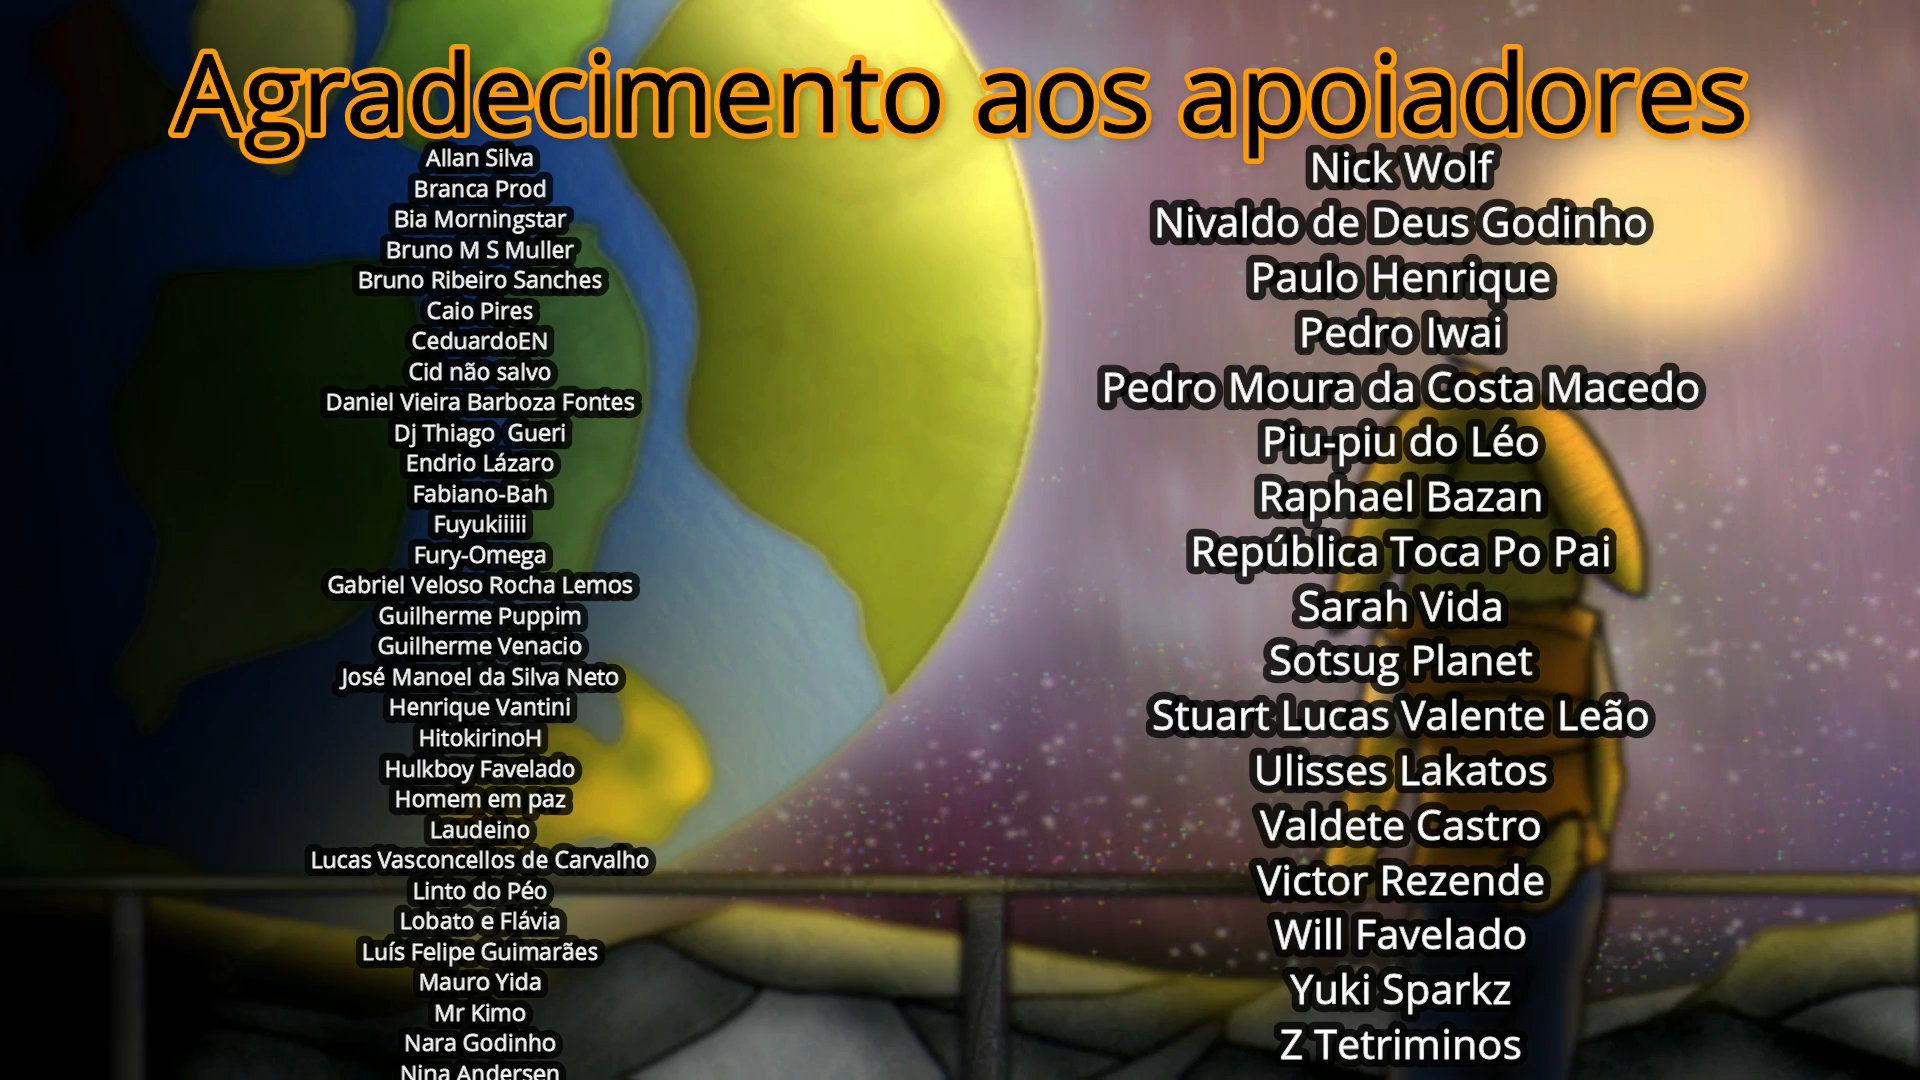 Agradecimento aos apoiadores
Allan Silva
Branca Prod
Bia Morningstar
Bruno M S Muller
Bruno Ribeiro Sanches
Caio Pires
CeduardoEN
Cid não salvo
Daniel Vieira Barboza Fontes
Dj Thiago  Gueri
Endrio Lázaro
Fabiano-Bah
Fuyukiiiii
Fury-Omega
Gabriel Veloso Rocha Lemos
Guilherme Puppim
Guilherme Venacio
José Manoel da Silva Neto
Henrique Vantini
HitokirinoH
Hulkboy Favelado
Homem em paz
Laudeino
Lucas Vasconcellos de Carvalho
Linto do Péo
Lobato e Flávia
Luís Felipe Guimarães
Mauro Yida
Mr Kimo
Nara Godinho
Nina Andersen
Nick Wolf
Nivaldo de Deus Godinho
Paulo Henrique
Pedro Iwai
Pedro Moura da Costa Macedo
Piu-piu do Léo
Raphael Bazan
República Toca Po Pai
Sarah Vida
Sotsug Planet
Stuart Lucas Valente Leão
Ulisses Lakatos
Valdete Castro
Victor Rezende
Will Favelado
Yuki Sparkz
Z Tetriminos